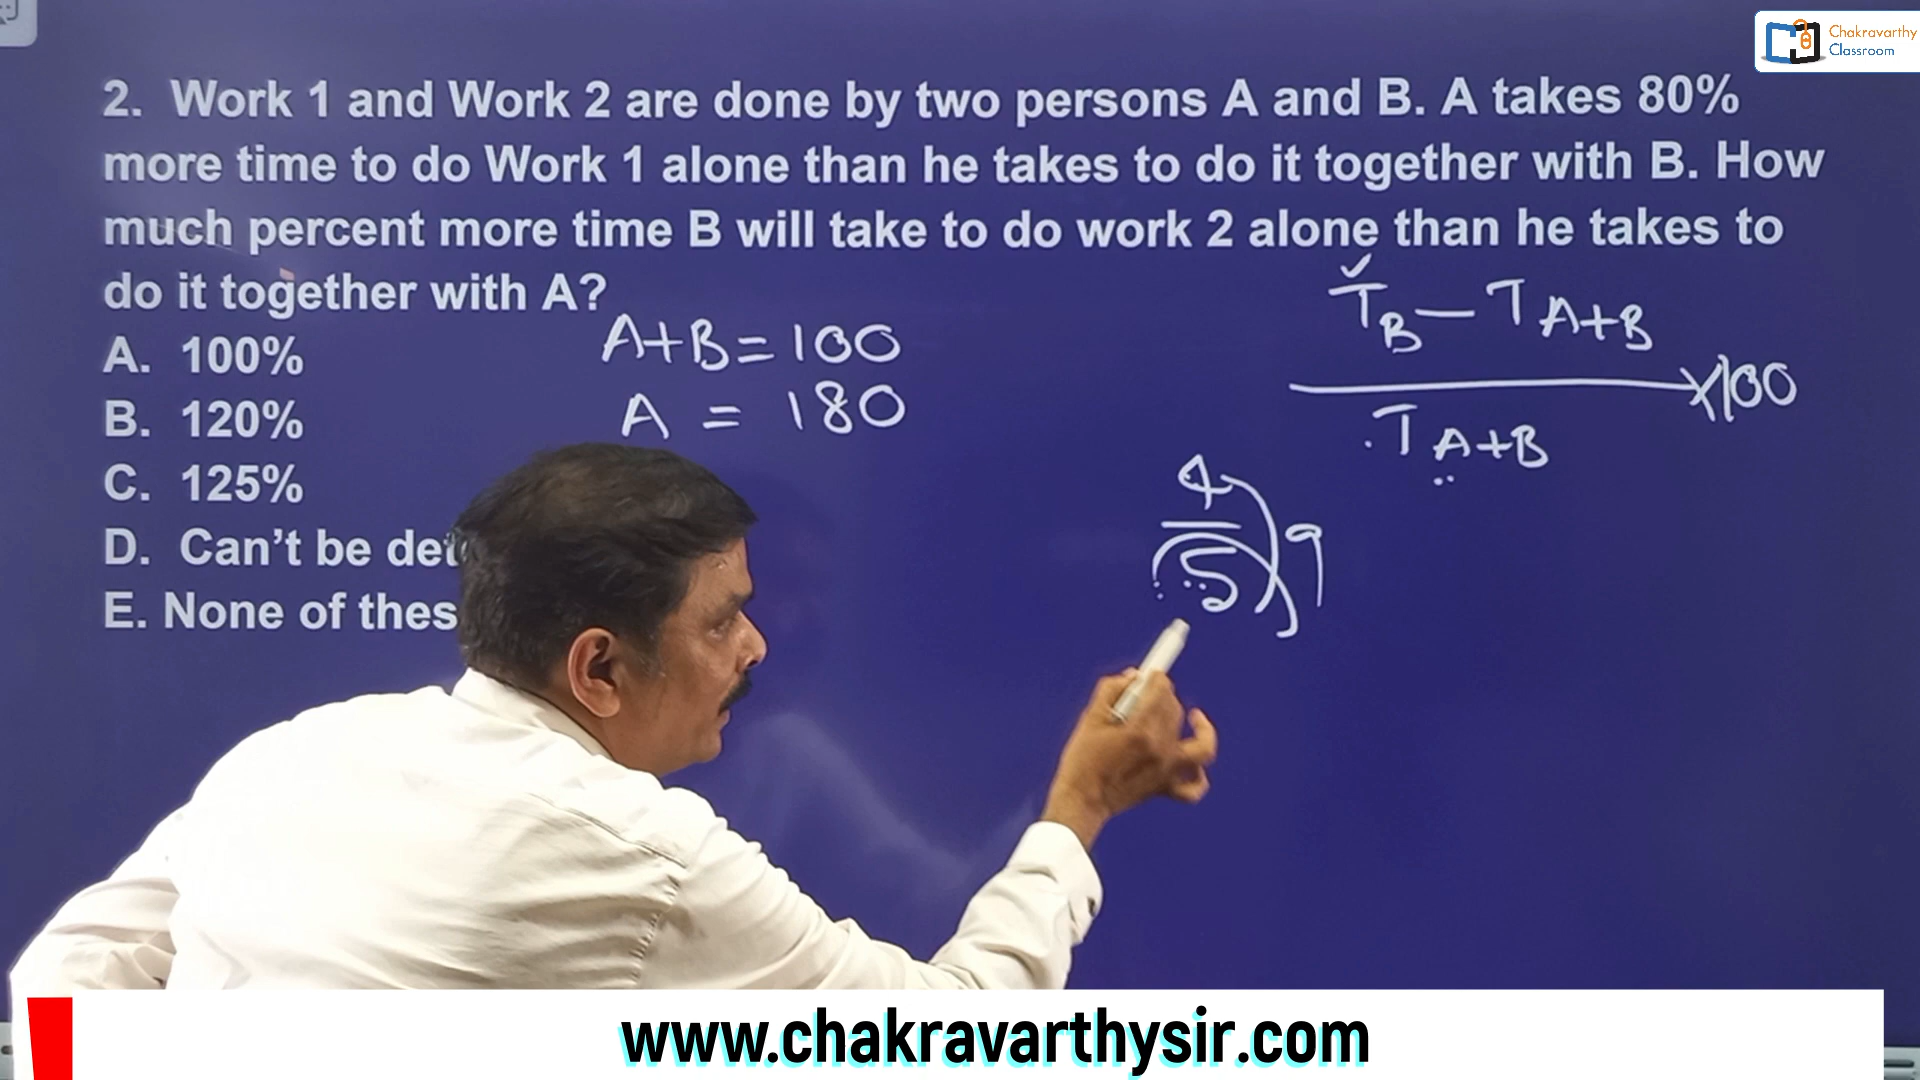 Chakravarthy
Classroom
2. Work 1 and Work 2 are done by two persons A and B. A takes 80%
more time to do Work 1 alone than he takes to do it together with B. How
much percent more time B will take to do work 2 alone than he takes to
do it together with A?
A. 100%
B. 120%
C. 125%
D. Can’t be det
E. None of thes
A+B=100
A = 180
T_B – T_A+B
×100
T_A+B
4
5
9
www.chakravarthysir.com